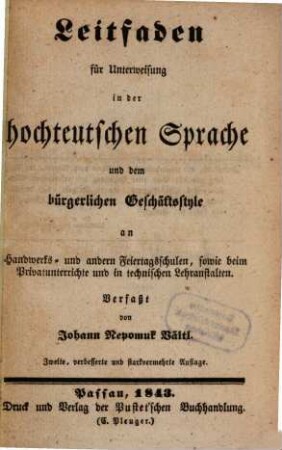 Leitfaden
für Unterweisung
in der
hochteutschen Sprache
und dem
bürgerlichen Geschäftsstyle
an
Handwerks- und andern Feiertagsschulen, sowie beim
Privatunterrichte und in technischen Lehranstalten.
Verfaßt
von
Johann Nepomuk Vältl.
Zweite, verbesserte und starkvermehrte Auflage.
Passau, 1843.
Druck und Verlag der Pustet'schen Buchhandlung.
(C. Pleuger.)